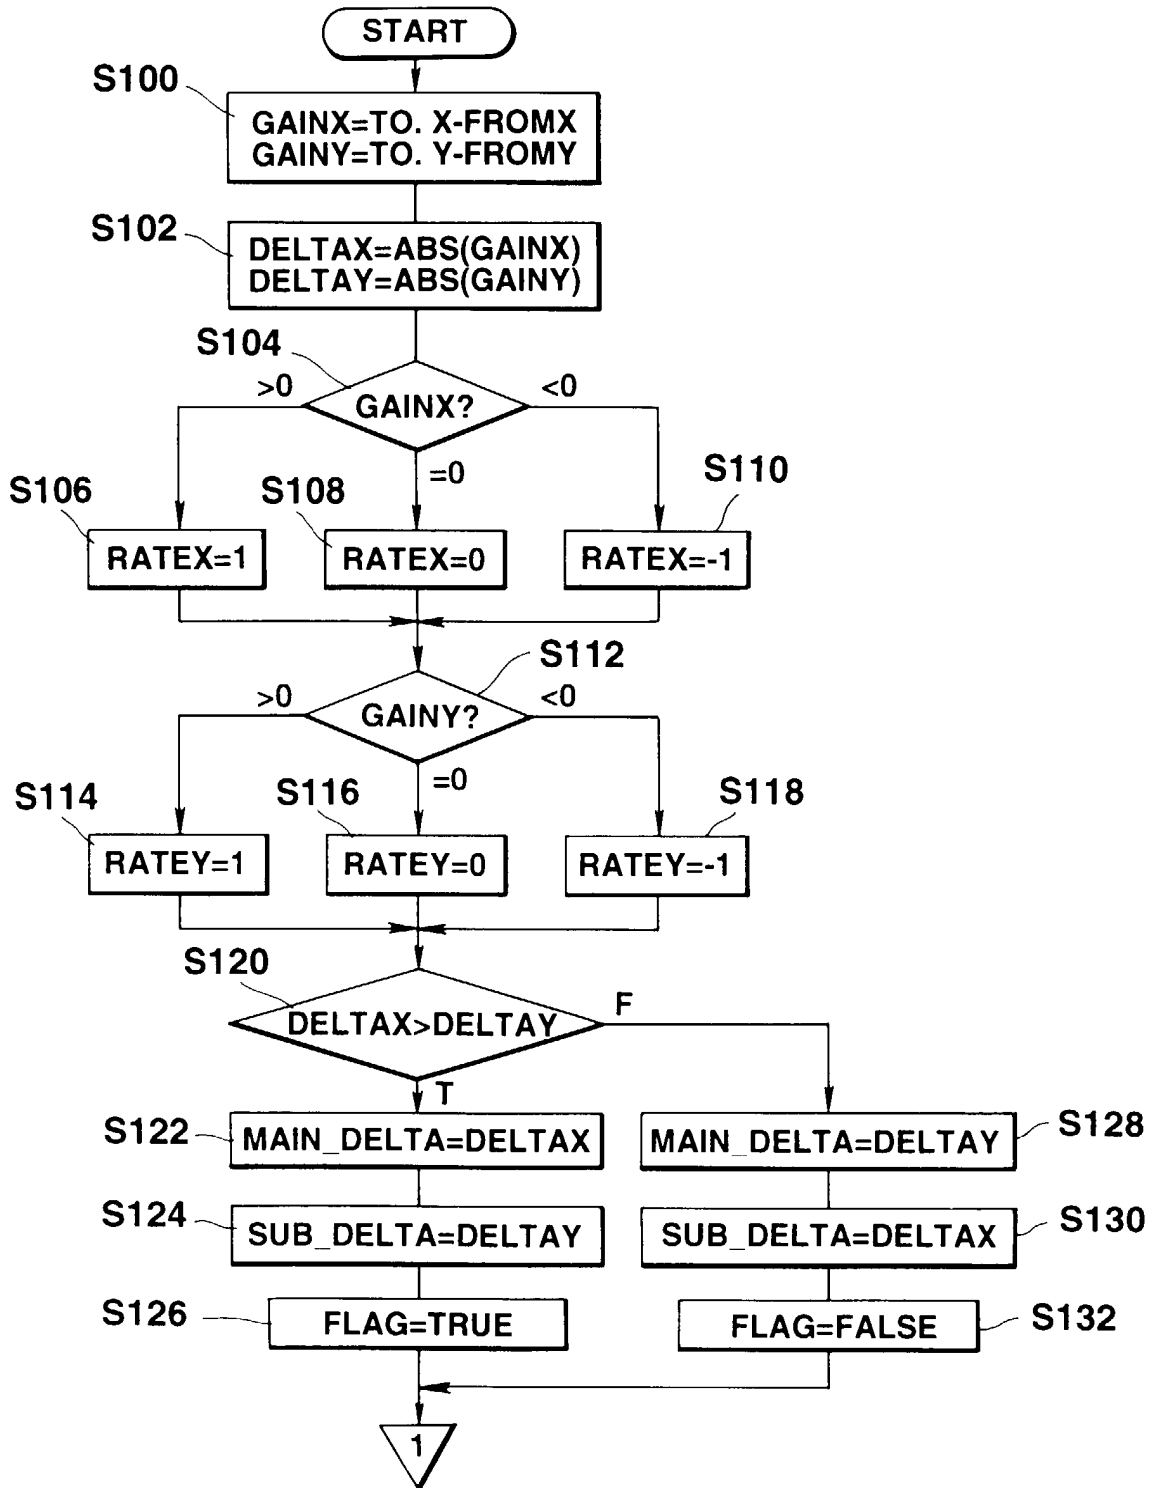 START
S100
GAINX=TO. X-FROMX
GAINY=TO. Y-FROMY
S102
DELTAX=ABS(GAINX)
DELTAY=ABS(GAINY)
S104
>0
GAINX?
<0
=0
S106
RATEX=1
S108
RATEX=0
S110
RATEX=-1
S112
>0
GAINY?
<0
=0
S114
RATEY=1
S116
RATEY=0
S118
RATEY=-1
S120
DELTAX>DELTAY
F
T
S122
MAIN_DELTA=DELTAX
MAIN_DELTA=DELTAY
S128
S124
SUB_DELTA=DELTAY
SUB_DELTA=DELTAX
S130
S126
FLAG=TRUE
FLAG=FALSE
S132
1